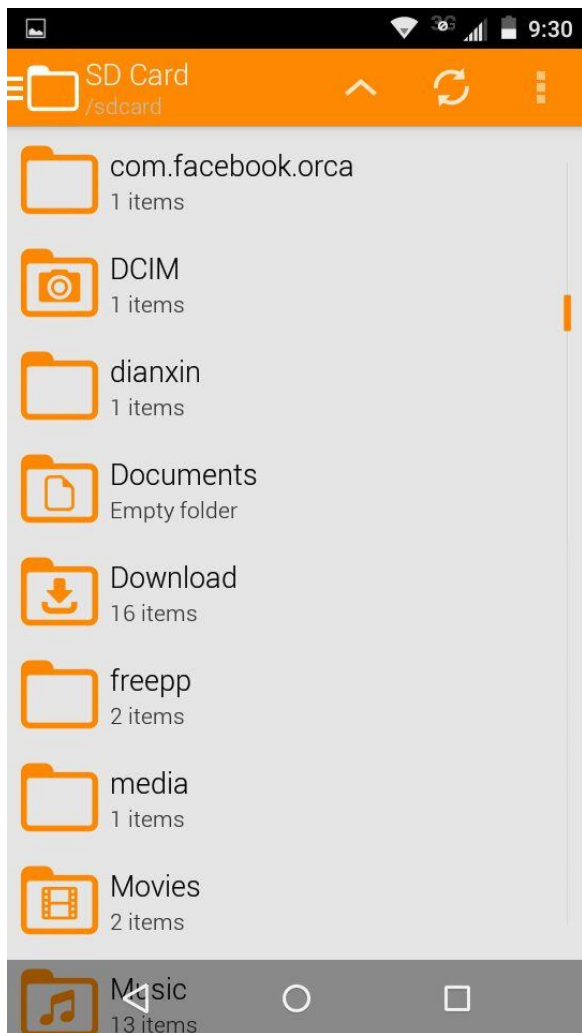 3G 9:30
SD Card
/sdcard
com.facebook.orca
1 items
DCIM
1 items
dianxin
1 items
Documents
Empty folder
Download
16 items
freepp
2 items
media
1 items
Movies
2 items
Music
13 items